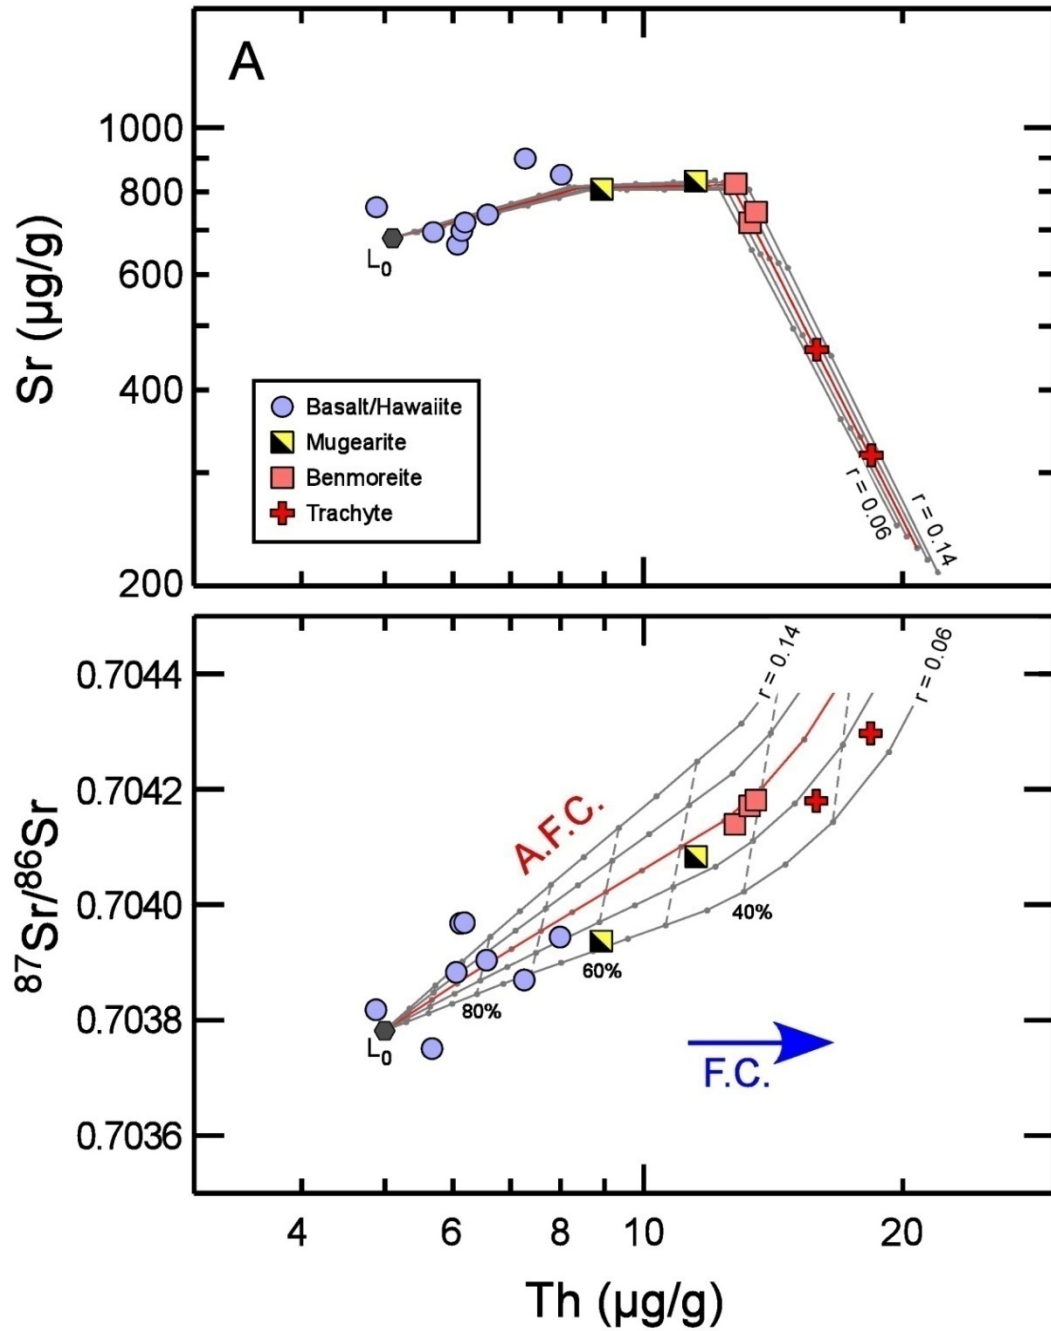 A
1000
800
600
400
200
Sr (µg/g)
L0
Basalt/Hawaiite
Mugearite
Benmoreite
Trachyte
r = 0.06
r = 0.14
0.7044
0.7042
0.7040
0.7038
0.7036
87Sr/86Sr
r = 0.14
r = 0.06
A.F.C.
40%
60%
80%
L0
F.C.
4
6
8
10
20
Th (µg/g)